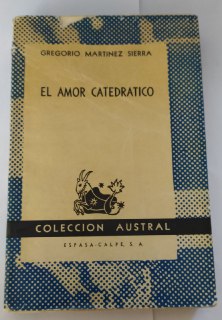 GREGORIO MARTINEZ SIERRA
EL AMOR CATEDRATICO
COLECCION AUSTRAL
ESPASA-CALPE, S. A.